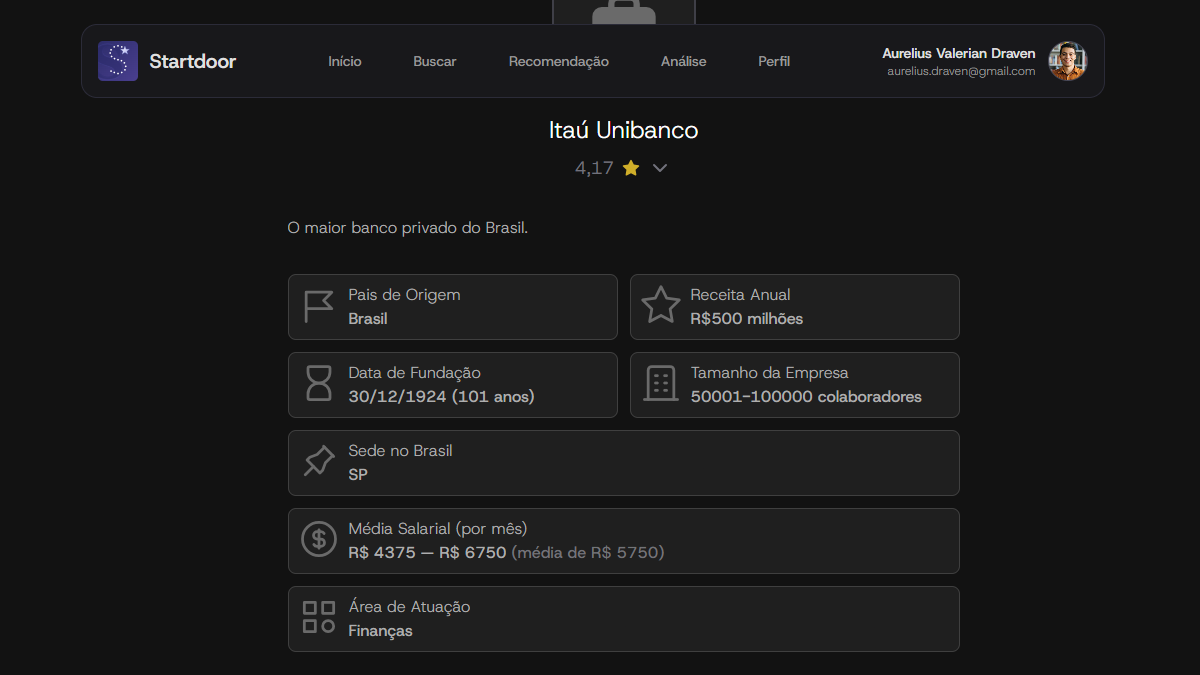 Startdoor
Início
Buscar
Recomendação
Análise
Perfil
Aurelius Valerian Draven
aurelius.draven@gmail.com
Itaú Unibanco
4,17
O maior banco privado do Brasil.
Pais de Origem
Brasil
Receita Anual
R$500 milhões
Data de Fundação
30/12/1924 (101 anos)
Tamanho da Empresa
50001-100000 colaboradores
Sede no Brasil
SP
Média Salarial (por mês)
R$ 4375 — R$ 6750 (média de R$ 5750)
Área de Atuação
Finanças